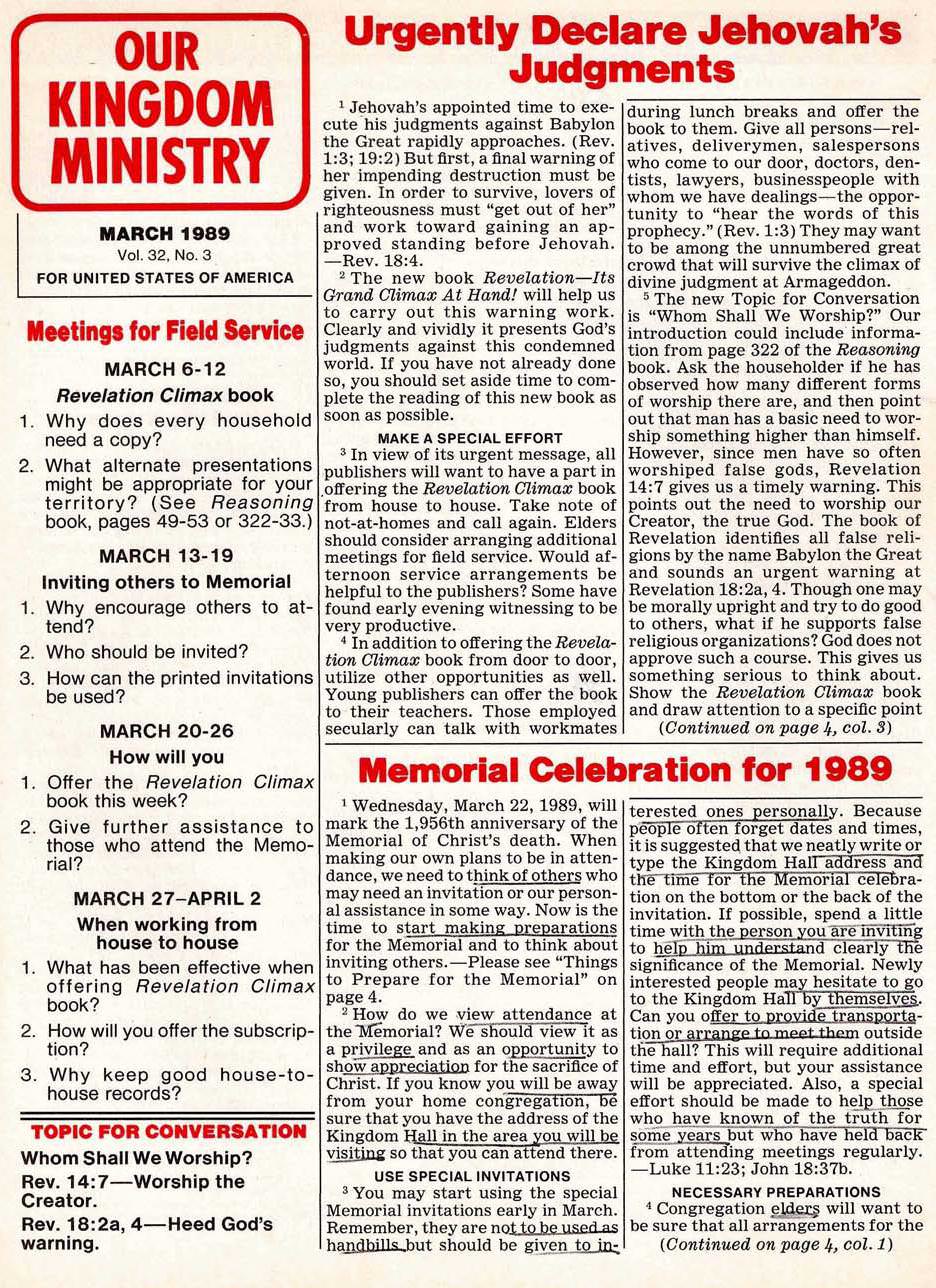 OUR
KINGDOM
MINISTRY
MARCH 1989
Vol. 32, No. 3
FOR UNITED STATES OF AMERICA
Meetings for Field Service
MARCH 6-12
Revelation Climax book
1. Why does every household
need a copy?
2. What alternate presentations
might be appropriate for your
territory? (See Reasoning
book, pages 49-53 or 322-33.)
MARCH 13-19
Inviting others to Memorial
1. Why encourage others to at-
tend?
2. Who should be invited?
3. How can the printed invitations
be used?
MARCH 20-26
How will you
1. Offer the Revelation Climax
book this week?
2. Give further assistance to
those who attend the Memo-
rial?
MARCH 27–APRIL 2
When working from
house to house
1. What has been effective when
offering Revelation Climax
book?
2. How will you offer the subscrip-
tion?
3. Why keep good house-to-
house records?
TOPIC FOR CONVERSATION
Whom Shall We Worship?
Rev. 14:7—Worship the
Creator.
Rev. 18:2a, 4—Heed God's
warning.
Urgently Declare Jehovah's
Judgments
1 Jehovah's appointed time to exe-
cute his judgments against Babylon
the Great rapidly approaches. (Rev.
1:3; 19:2) But first, a final warning of
her impending destruction must be
given. In order to survive, lovers of
righteousness must "get out of her"
and work toward gaining an ap-
proved standing before Jehovah.
—Rev. 18:4.
2 The new book Revelation—Its
Grand Climax At Hand! will help us
to carry out this warning work.
Clearly and vividly it presents God's
judgments against this condemned
world. If you have not already done
so, you should set aside time to com-
plete the reading of this new book as
soon as possible.
MAKE A SPECIAL EFFORT
3 In view of its urgent message, all
publishers will want to have a part in
offering the Revelation Climax book
from house to house. Take note of
not-at-homes and call again. Elders
should consider arranging additional
meetings for field service. Would af-
ternoon service arrangements be
helpful to the publishers? Some have
found early evening witnessing to be
very productive.
4 In addition to offering the Revela-
tion Climax book from door to door,
utilize other opportunities as well.
Young publishers can offer the book
to their teachers. Those employed
secularly can talk with workmates
during lunch breaks and offer the
book to them. Give all persons—rel-
atives, deliverymen, salespersons
who come to our door, doctors, den-
tists, lawyers, businesspeople with
whom we have dealings—the oppor-
tunity to "hear the words of this
prophecy." (Rev. 1:3) They may want
to be among the unnumbered great
crowd that will survive the climax of
divine judgment at Armageddon.
5 The new Topic for Conversation
is "Whom Shall We Worship?" Our
introduction could include informa-
tion from page 322 of the Reasoning
book. Ask the householder if he has
observed how many different forms
of worship there are, and then point
out that man has a basic need to wor-
ship something higher than himself.
However, since men have so often
worshiped false gods, Revelation
14:7 gives us a timely warning. This
points out the need to worship our
Creator, the true God. The book of
Revelation identifies all false reli-
gions by the name Babylon the Great
and sounds an urgent warning at
Revelation 18:2a, 4. Though one may
be morally upright and try to do good
to others, what if he supports false
religious organizations? God does not
approve such a course. This gives us
something serious to think about.
Show the Revelation Climax book
and draw attention to a specific point
(Continued on page 4, col. 3)
Memorial Celebration for 1989
1 Wednesday, March 22, 1989, will
mark the 1,956th anniversary of the
Memorial of Christ's death. When
making our own plans to be in atten-
dance, we need to think of others who
may need an invitation or our person-
al assistance in some way. Now is the
time to start making preparations
for the Memorial and to think about
inviting others.—Please see "Things
to Prepare for the Memorial" on
page 4.
2 How do we view attendance at
the Memorial? We should view it as
a privilege and as an opportunity to
show appreciation for the sacrifice of
Christ. If you know you will be away
from your home congregation, be
sure that you have the address of the
Kingdom Hall in the area you will be
visiting so that you can attend there.
USE SPECIAL INVITATIONS
3 You may start using the special
Memorial invitations early in March.
Remember, they are not to be used as
handbills but should be given to in-
terested ones personally. Because
people often forget dates and times,
it is suggested that we neatly write or
type the Kingdom Hall address and
the time for the Memorial celebra-
tion on the bottom or the back of the
invitation. If possible, spend a little
time with the person you are inviting
to help him understand clearly the
significance of the Memorial. Newly
interested people may hesitate to go
to the Kingdom Hall by themselves.
Can you offer to provide transporta-
tion or arrange to meet them outside
the hall? This will require additional
time and effort, but your assistance
will be appreciated. Also, a special
effort should be made to help those
who have known of the truth for
some years but who have held back
from attending meetings regularly.
—Luke 11:23; John 18:37b.
NECESSARY PREPARATIONS
4 Congregation elders will want to
be sure that all arrangements for the
(Continued on page 4, col. 1)